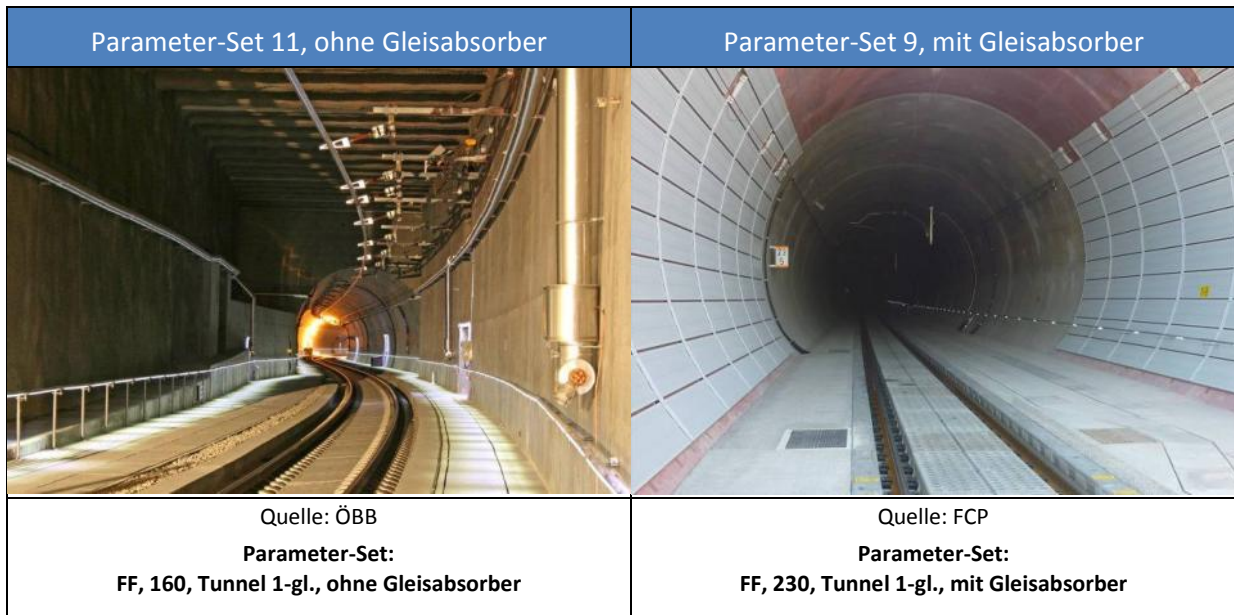 Parameter-Set 11, ohne Gleisabsorber
Parameter-Set 9, mit Gleisabsorber
Quelle: ÖBB
Parameter-Set:
FF, 160, Tunnel 1-gl., ohne Gleisabsorber
Quelle: FCP
Parameter-Set:
FF, 230, Tunnel 1-gl., mit Gleisabsorber